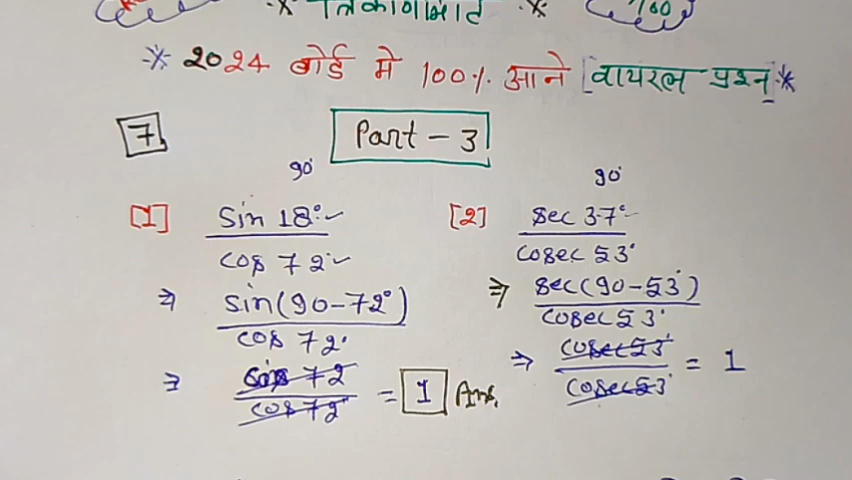 * त्रिकोणमिति *
100
* 2024 बोर्ड मे 100% आने [वायरल प्रश्न] *
7 Part - 3
90° 90°
[1] Sin 18° [2] Sec 37°
cos 72° cosec 53°
⇒ sin(90-72°) ⇒ sec(90-53°)
cos 72° cosec 53°
⇒ cos 72 ⇒ cosec 53°
cos 72 = 1 Ans. cosec 53° = 1